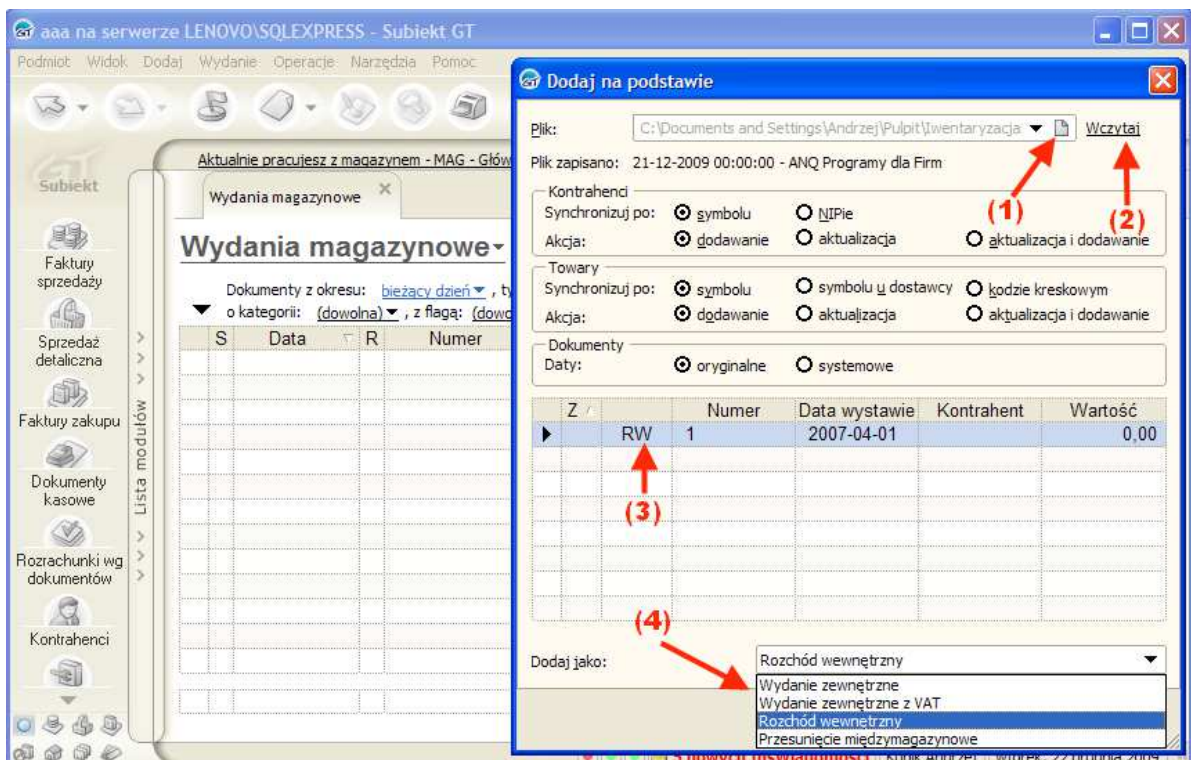 aaa na serwerze LENOVO\SQLEXPRESS - Subiekt GT
Podmiot Widok Dodaj Wydanie Operacje Narzędzia Pomoc
Subiekt
Faktury
sprzedaży
Sprzedaż
detaliczna
Faktury zakupu
Dokumenty
kasowe
Rozrachunki wg
dokumentów
Kontrahenci
Lista modułów
Aktualnie pracujesz z magazynem - MAG - Głów
Wydania magazynowe
Wydania magazynowe
Dokumenty z okresu: bieżący dzień , ty
o kategorii: (dowolna) , z flagą: (dowo
S Data R Numer
Dodaj na podstawie
Plik: C:\Documents and Settings\Andrzej\Pulpit\Iwentaryzacja Wczytaj
Plik zapisano: 21-12-2009 00:00:00 - ANQ Programy dla Firm
(1)
(2)
Kontrahenci
Synchronizuj po: symbolu NIPie
Akcja: dodawanie aktualizacja aktualizacja i dodawanie
Towary
Synchronizuj po: symbolu symbolu u dostawcy kodzie kreskowym
Akcja: dodawanie aktualizacja aktualizacja i dodawanie
Dokumenty
Daty: oryginalne systemowe
Z Numer Data wystawie Kontrahent Wartość
RW 1 2007-04-01 0,00
(3)
(4)
Dodaj jako: Rozchód wewnętrzny
Wydanie zewnętrzne
Wydanie zewnętrzne z VAT
Rozchód wewnętrzny
Przesunięcie międzymagazynowe